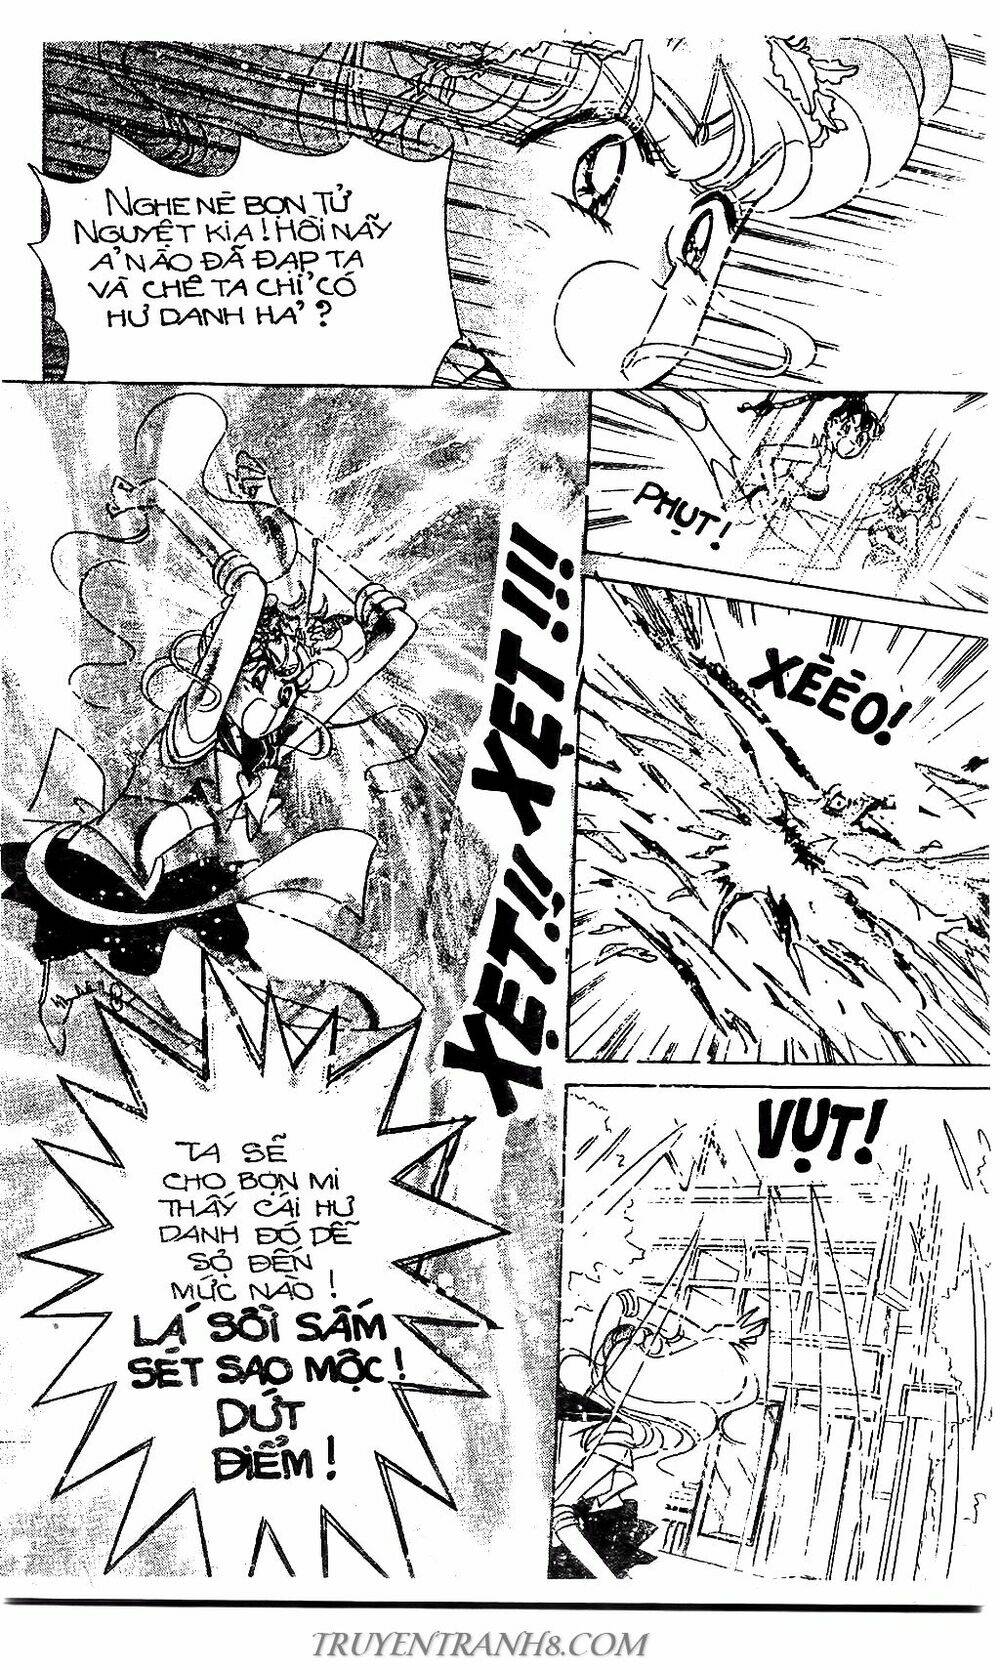 NGHE NÈ BỌN TỬ
NGUYỆT KIA! HỒI NÃY
Ả NÀO ĐÃ ĐẠP TA
VÀ CHÊ TA CHỈ CÓ
HƯ DANH HẢ?
PHỤT!
XẸT!! XẸT!!!
XÈÈO!
TA SẼ
CHO BỌN MI
THẤY CÁI HƯ
DANH ĐÓ DỄ
SỢ ĐẾN
MỨC NÀO!
LÁ SỒI SẤM
SÉT SAO MỘC!
DỨT
ĐIỂM!
VỤT!
TRUYENTRANH8.COM